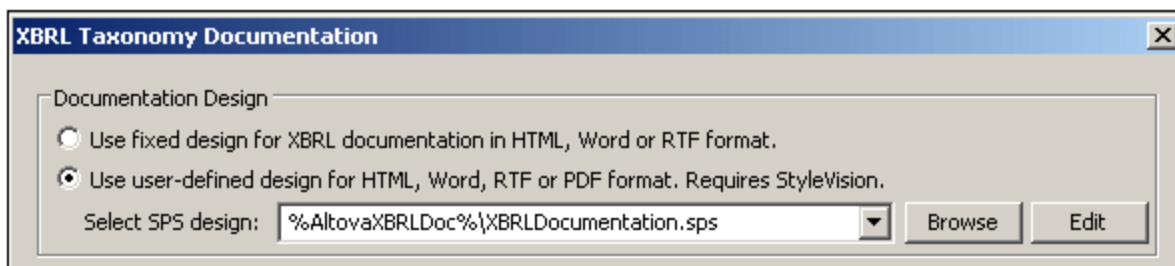 XBRL Taxonomy Documentation
Documentation Design
Use fixed design for XBRL documentation in HTML, Word or RTF format.
Use user-defined design for HTML, Word, RTF or PDF format. Requires StyleVision.
Select SPS design: %AltovaXBRLDoc%\XBRLDocumentation.sps Browse Edit